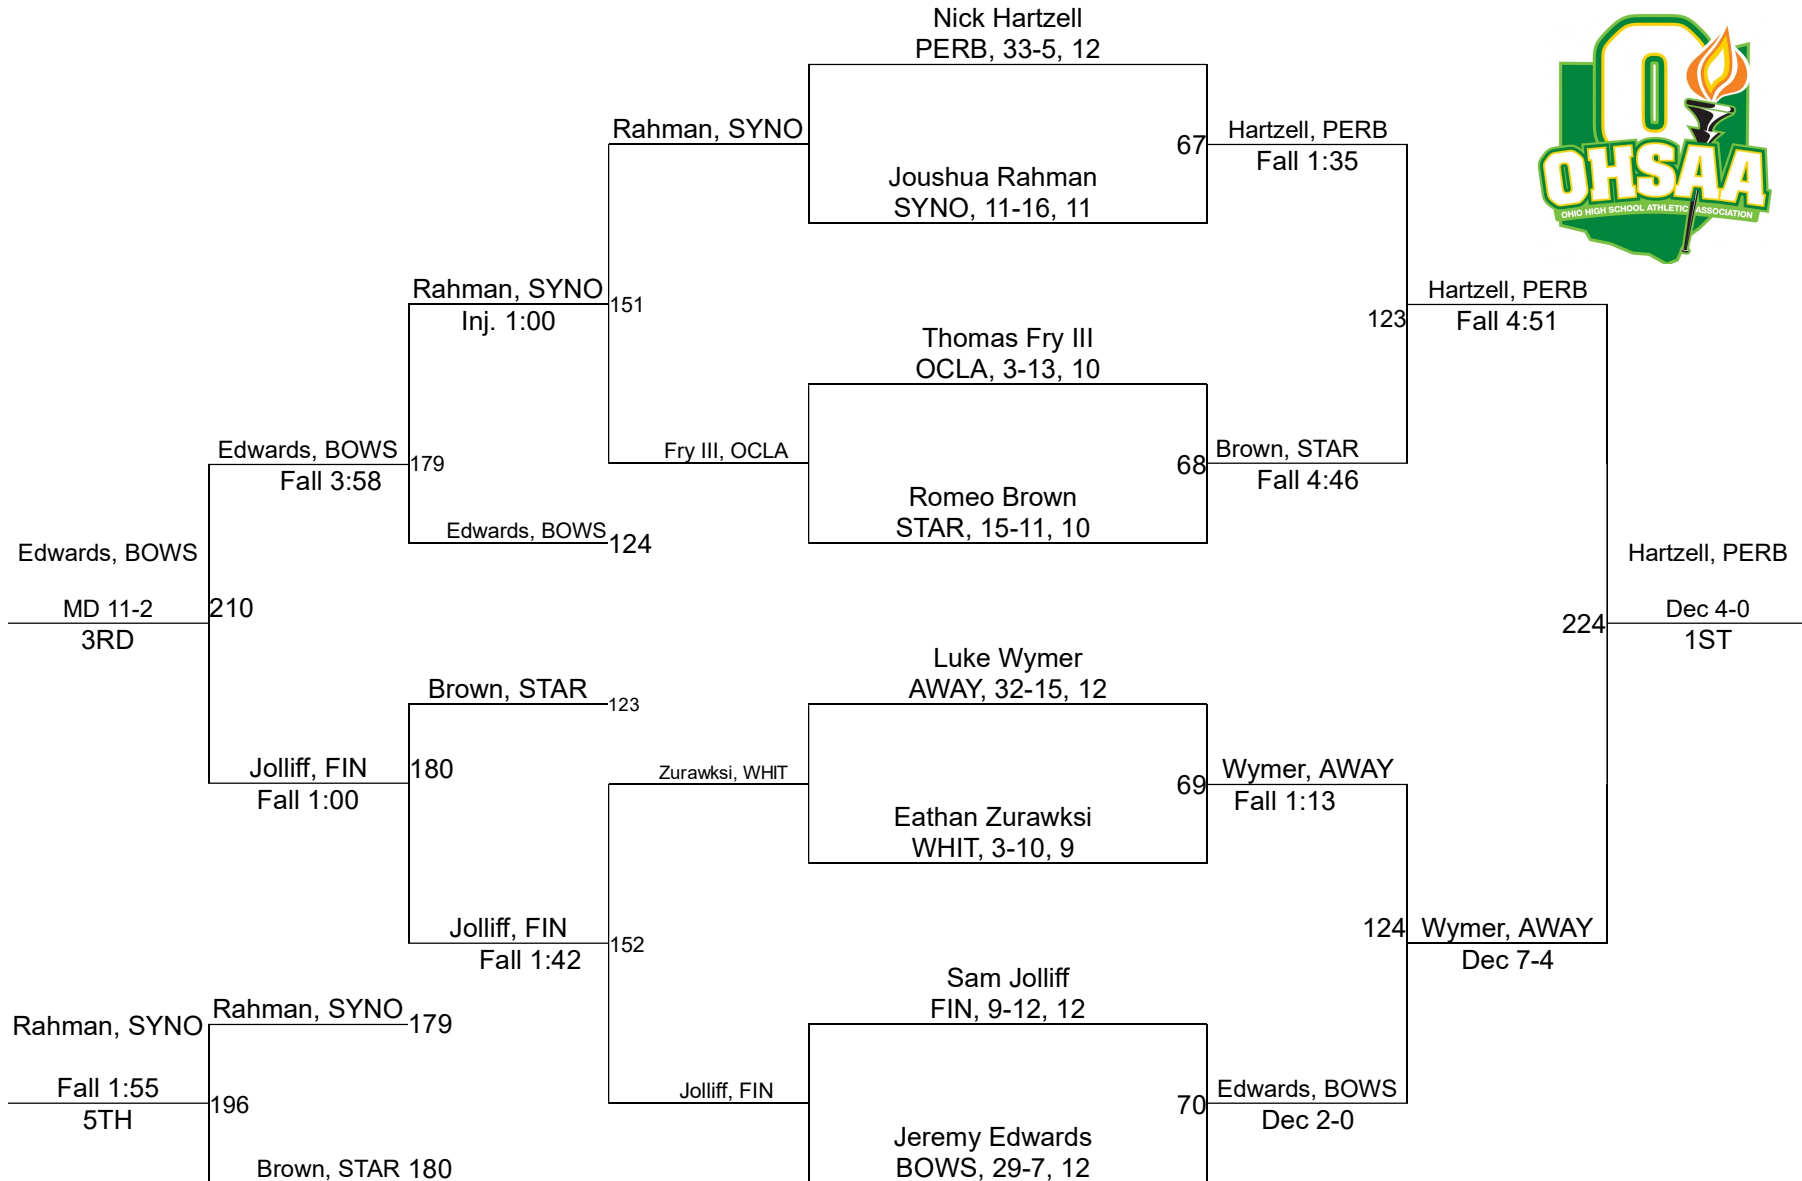 Nick Hartzell
PERB, 33-5, 12
Rahman, SYNO
67
Hartzell, PERB
Fall 1:35
Joushua Rahman
SYNO, 11-16, 11
O
OHSAA
OHIO HIGH SCHOOL ATHLETIC ASSOCIATION
Rahman, SYNO
Inj. 1:00
151
Hartzell, PERB
Fall 4:51
123
Thomas Fry III
OCLA, 3-13, 10
Edwards, BOWS
Fall 3:58
179
Fry III, OCLA
68
Brown, STAR
Fall 4:46
Romeo Brown
STAR, 15-11, 10
Edwards, BOWS
124
Edwards, BOWS
MD 11-2
3RD
210
Hartzell, PERB
Dec 4-0
1ST
224
Luke Wymer
AWAY, 32-15, 12
Brown, STAR
123
Jolliff, FIN
Fall 1:00
180
Zurawksi, WHIT
69
Wymer, AWAY
Fall 1:13
Eathan Zurawksi
WHIT, 3-10, 9
Jolliff, FIN
Fall 1:42
152
124
Wymer, AWAY
Dec 7-4
Sam Jolliff
FIN, 9-12, 12
Rahman, SYNO
Rahman, SYNO
179
Fall 1:55
5TH
196
Jolliff, FIN
70
Edwards, BOWS
Dec 2-0
Jeremy Edwards
BOWS, 29-7, 12
Brown, STAR
180